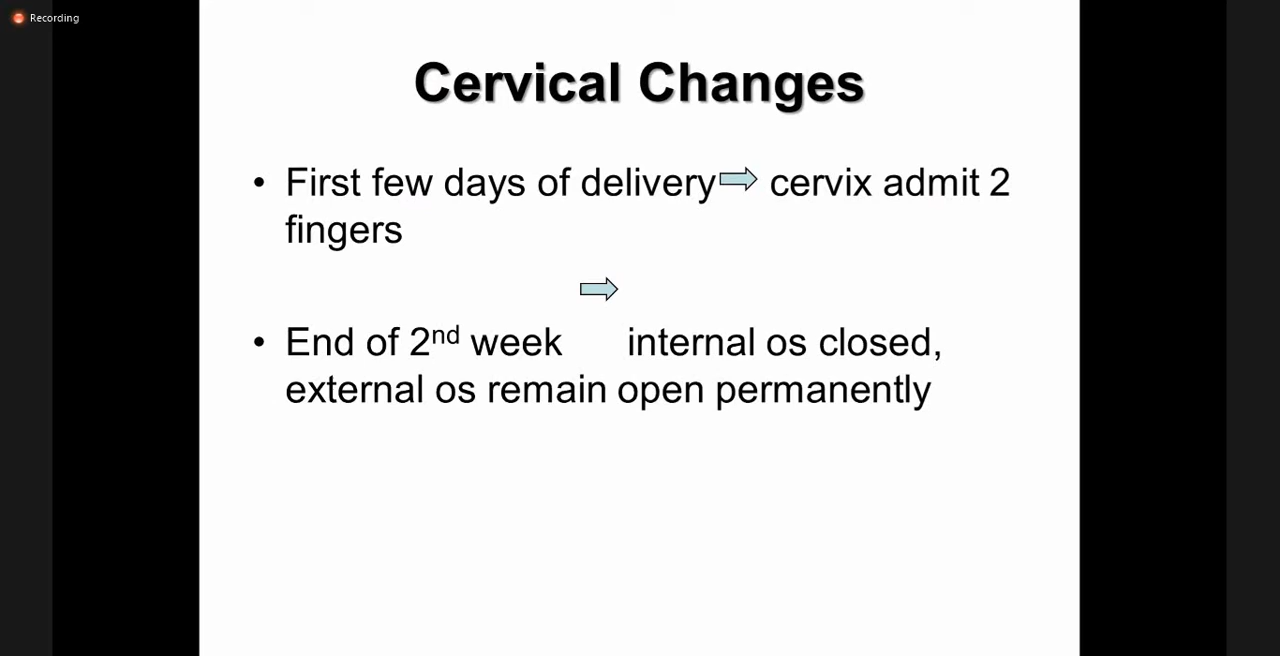 Recording
Cervical Changes
• First few days of delivery⇨ cervix admit 2
fingers
⇨
• End of 2nd week internal os closed,
external os remain open permanently